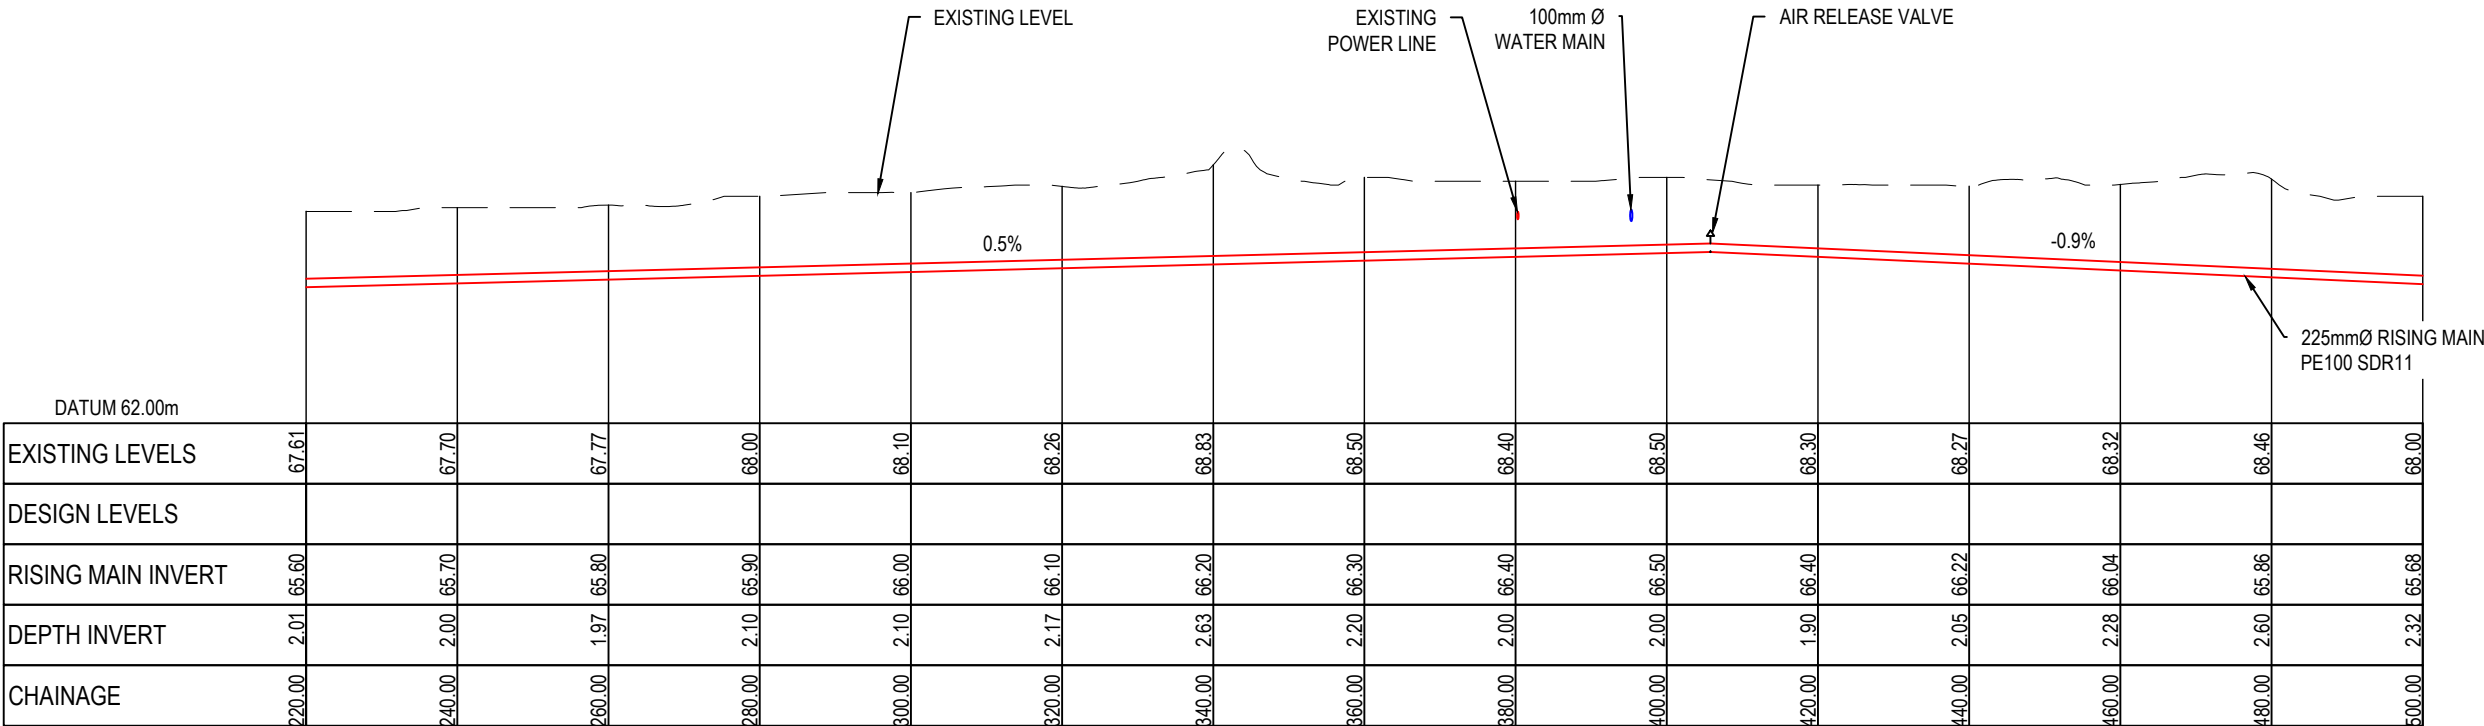 EXISTING LEVEL
EXISTING
POWER LINE
100mm Ø
WATER MAIN
AIR RELEASE VALVE
0.5%
-0.9%
225mmØ RISING MAIN
PE100 SDR11
DATUM 62.00m
EXISTING LEVELS 67.61 67.70 67.77 68.00 68.10 68.26 68.83 68.50 68.40 68.50 68.30 68.27 68.32 68.46 68.00
DESIGN LEVELS
RISING MAIN INVERT 65.60 65.70 65.80 65.90 66.00 66.10 66.20 66.30 66.40 66.50 66.40 66.22 66.04 65.86 65.68
DEPTH INVERT 2.01 2.00 1.97 2.10 2.10 2.17 2.63 2.20 2.00 2.00 1.90 2.05 2.28 2.60 2.32
CHAINAGE 220.00 240.00 260.00 280.00 300.00 320.00 340.00 360.00 380.00 400.00 420.00 440.00 460.00 480.00 500.00